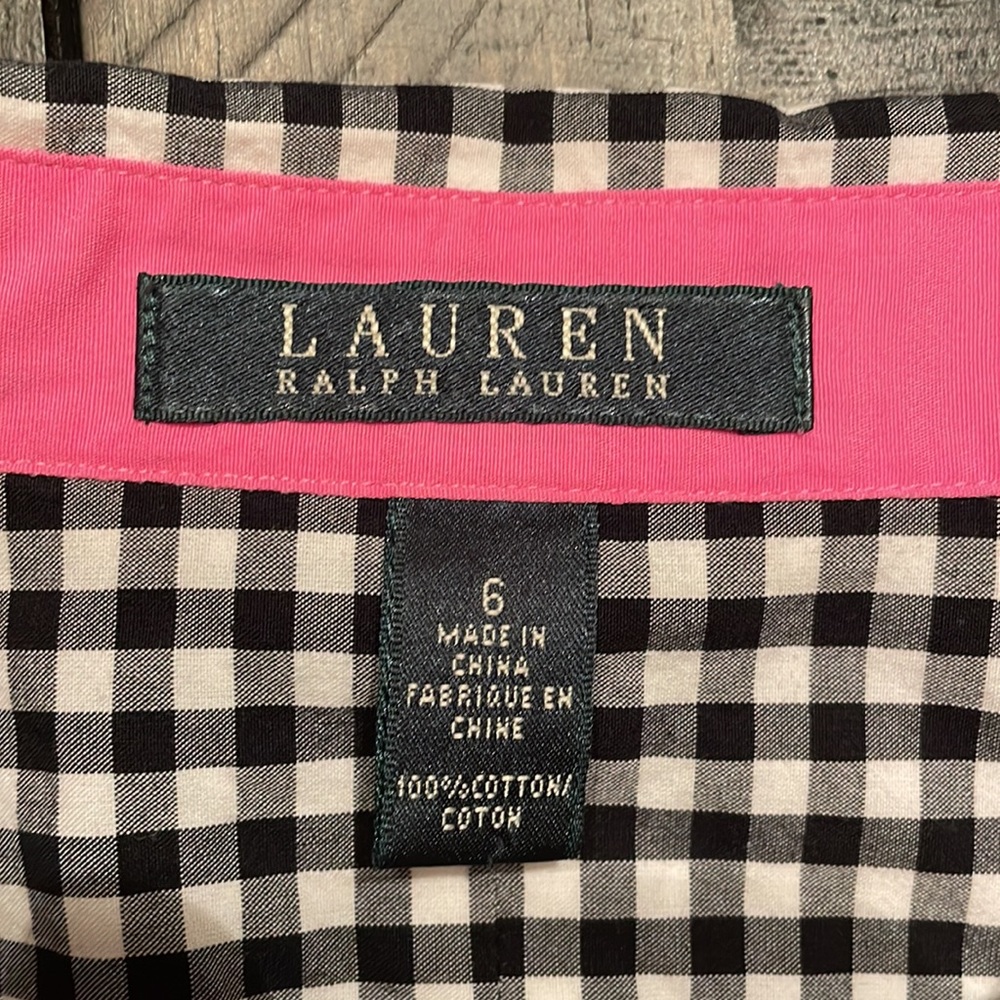 LAUREN
RALPH LAUREN
6
MADE IN
CHINA
FABRIQUE EN
CHINE
100%COTTON/
COTON